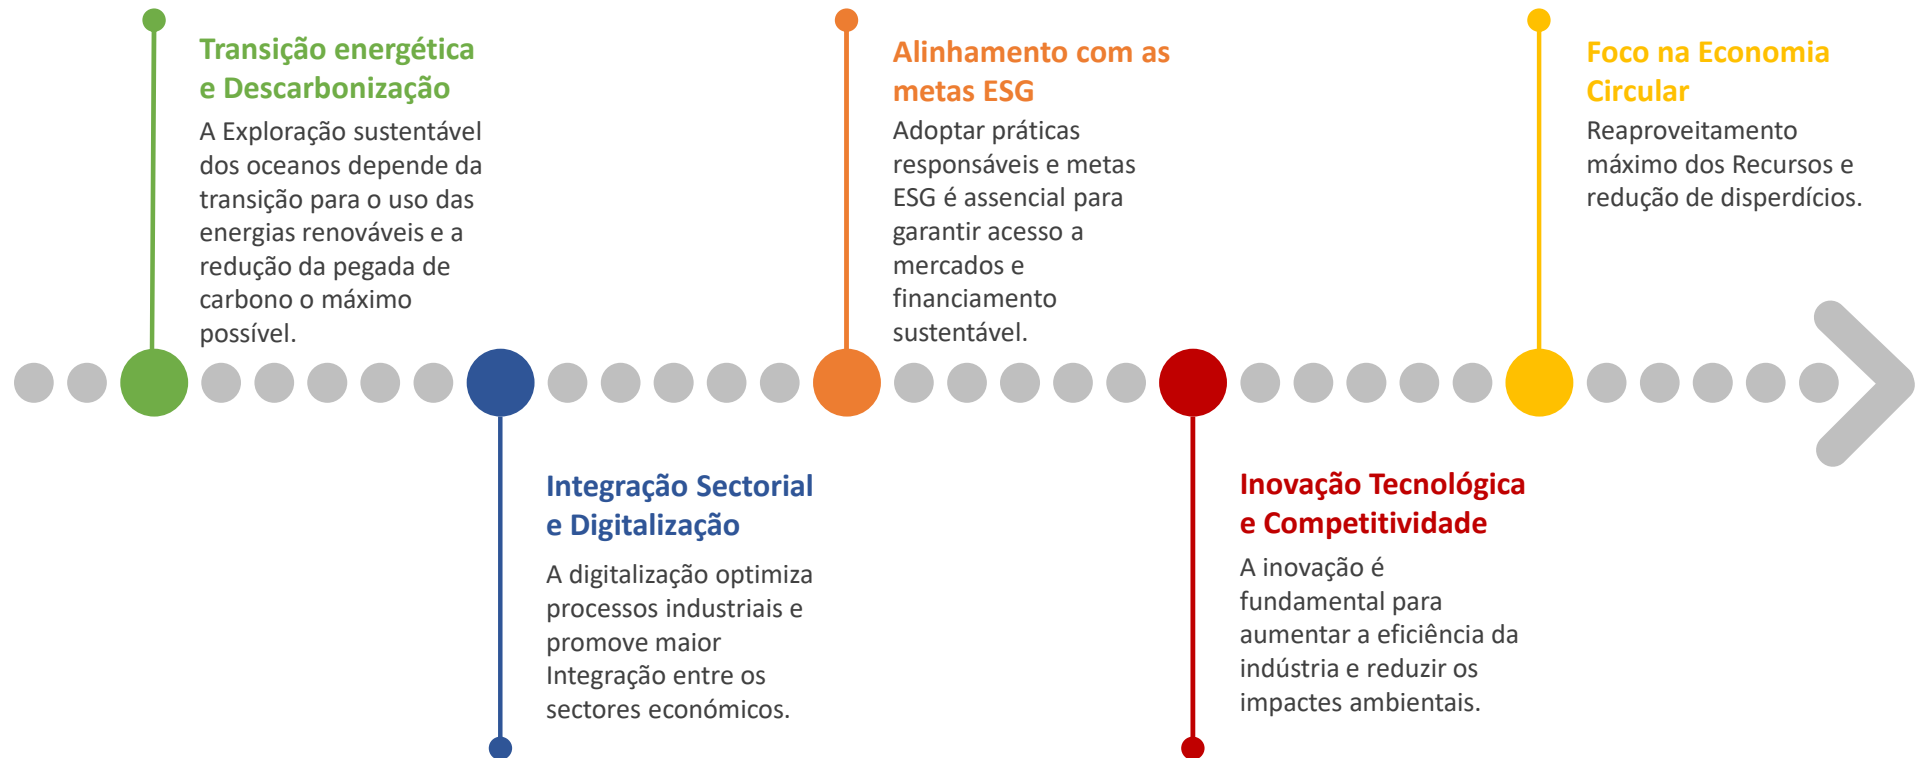 Transição energética
e Descarbonização
A Exploração sustentável
dos oceanos depende da
transição para o uso das
energias renováveis e a
redução da pegada de
carbono o máximo
possível.
Integração Sectorial
e Digitalização
A digitalização optimiza
processos industriais e
promove maior
Integração entre os
sectores económicos.
Alinhamento com as
metas ESG
Adoptar práticas
responsáveis e metas
ESG é assencial para
garantir acesso a
mercados e
financiamento
sustentável.
Inovação Tecnológica
e Competitividade
A inovação é
fundamental para
aumentar a eficiência da
indústria e reduzir os
impactes ambientais.
Foco na Economia
Circular
Reaproveitamento
máximo dos Recursos e
redução de disperdícios.